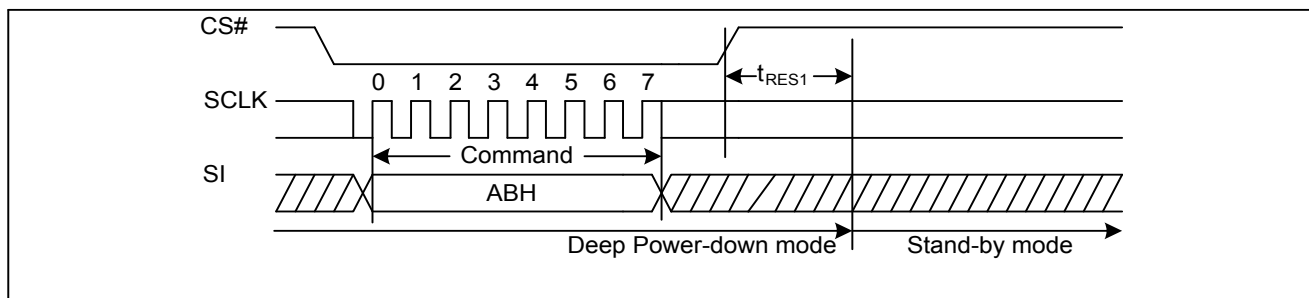 CS#
tRES1
0 1 2 3 4 5 6 7
SCLK
Command
SI
ABH
Deep Power-down mode Stand-by mode